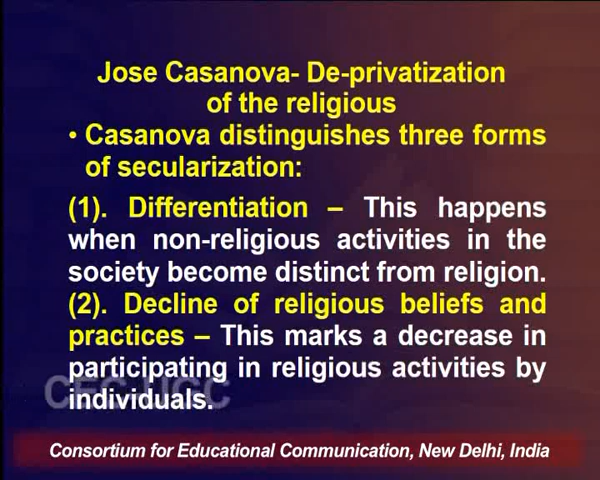 Jose Casanova- De-privatization
of the religious
• Casanova distinguishes three forms
of secularization:
(1). Differentiation – This happens
when non-religious activities in the
society become distinct from religion.
(2). Decline of religious beliefs and
practices – This marks a decrease in
participating in religious activities by
CEC-UGC
individuals.
Consortium for Educational Communication, New Delhi, India